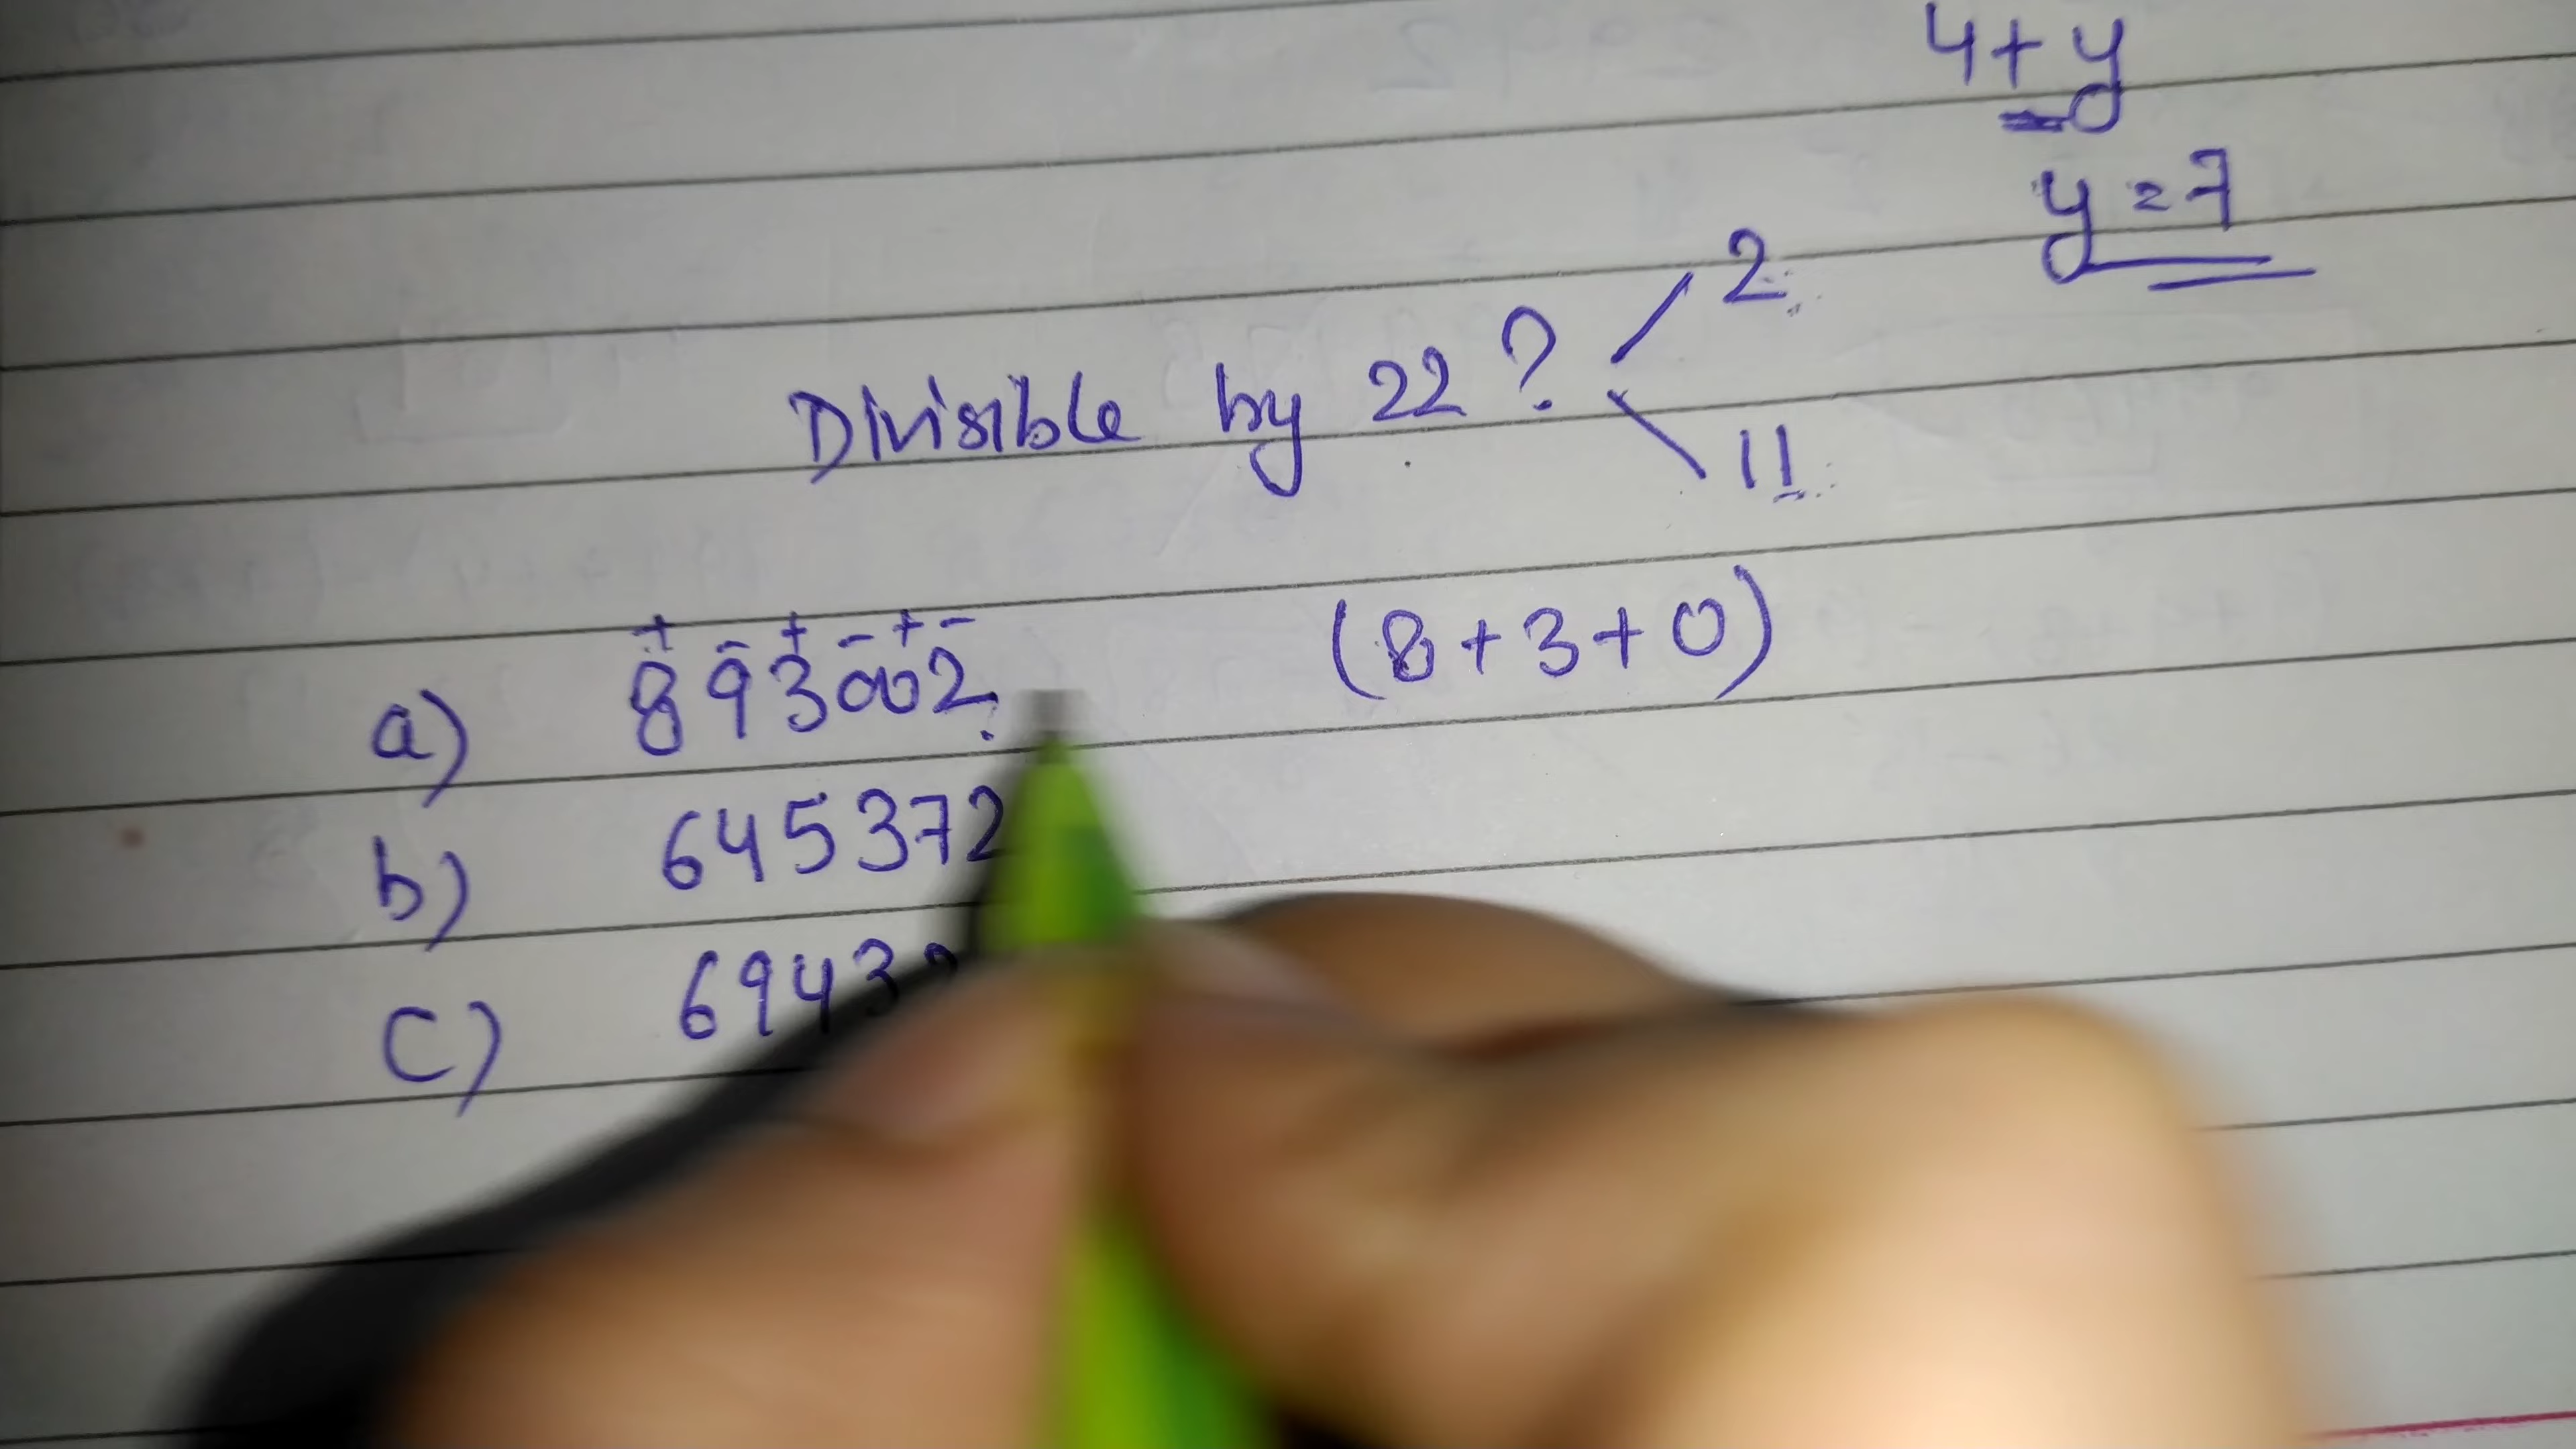 4+y
y=7
Divisible by 22? 2
11
+ - + - + -
a) 893002 (8+3+0)
b) 645372
c) 6943